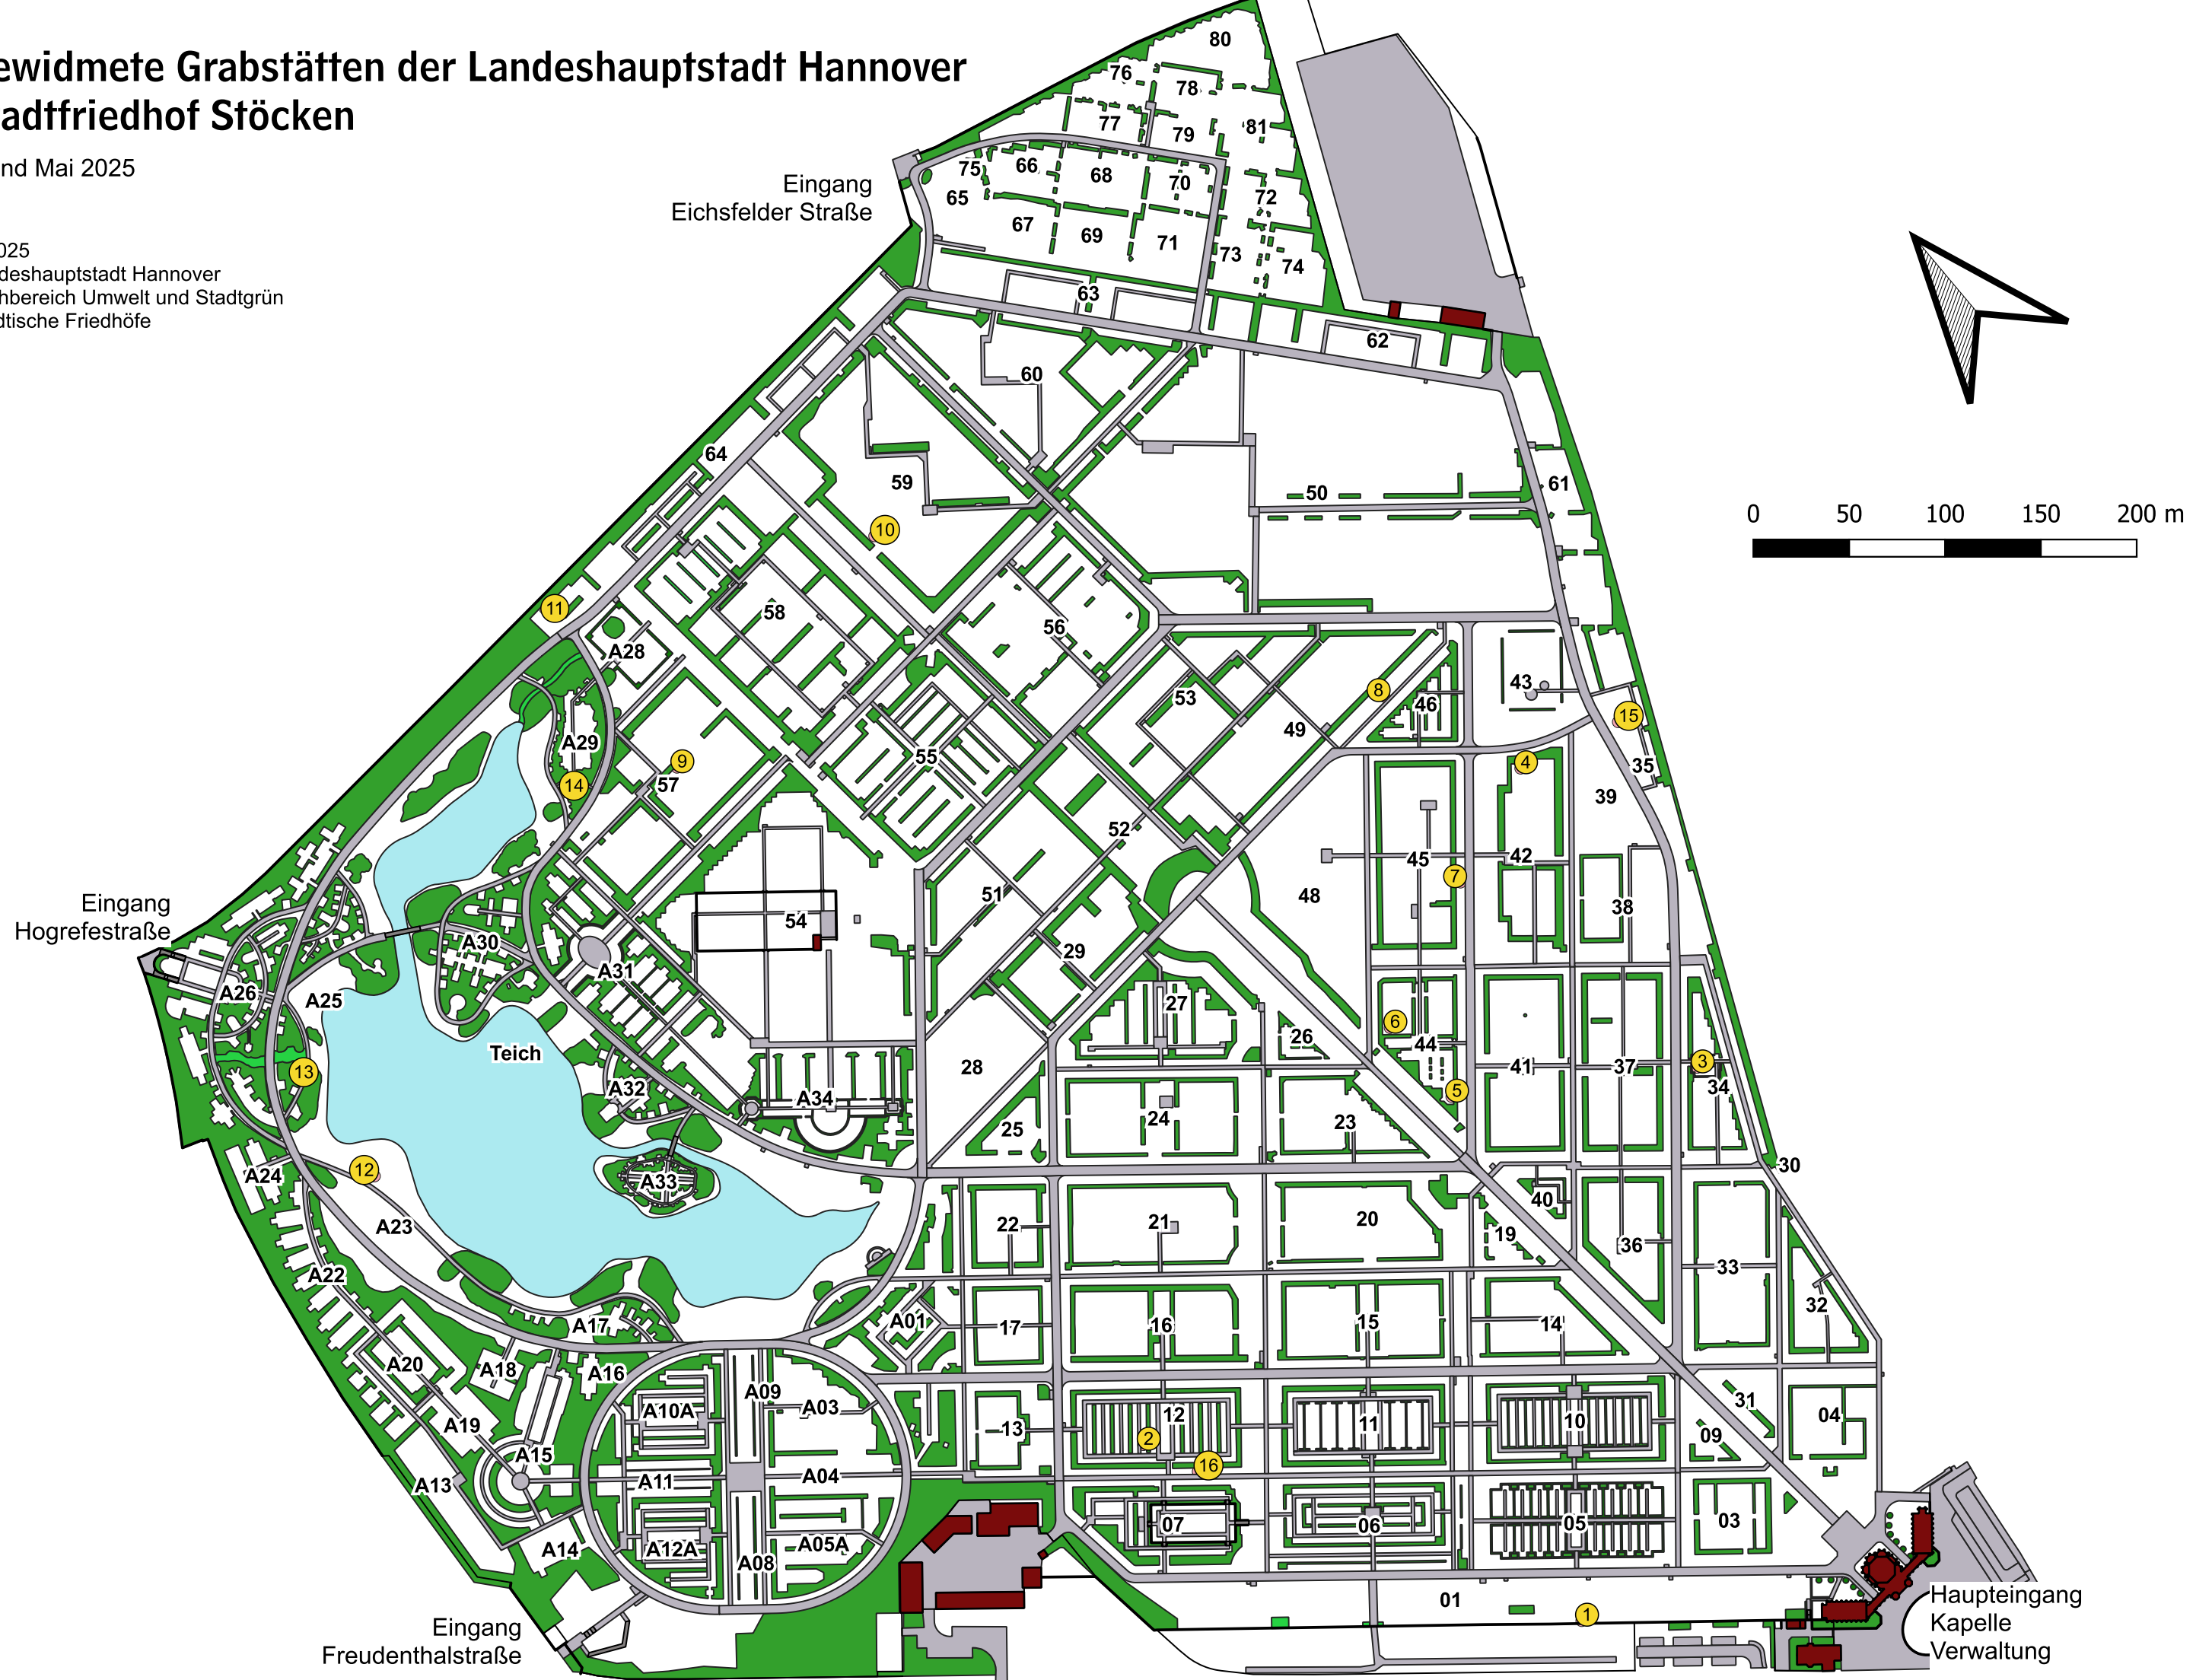 ewidmete Grabstätten der Landeshauptstadt Hannover
adtfriedhof Stöcken
nd Mai 2025
025
deshauptstadt Hannover
hbereich Umwelt und Stadtgrün
dtische Friedhöfe
Eingang
Eichsfelder Straße
80
76
78
77
79
81
75
66
68
70
72
65
67
69
71
73
74
63
62
60
64
59
50
61
0 50 100 150 200 m
10
11
58
56
A28
43
53
8
46
15
49
A29
55
9
4
35
14
57
39
52
45
42
7
51
48
38
54
Eingang
Hogrefestraße
A30
29
A31
A26
A25
27
6
26
44
Teich
28
41
37
3
34
13
A32
5
A34
24
23
25
30
A24
12
A33
40
A23
22
21
20
19
36
33
A22
32
A01
A17
17
16
15
14
A20
A18
A16
A09
A03
31
A10A
12
11
10
04
A19
13
2
09
A15
16
A13
A11
A04
07
06
05
03
A14
A12A
A08
A05A
01
1
Eingang
Freudenthalstraße
Haupteingang
Kapelle
Verwaltung